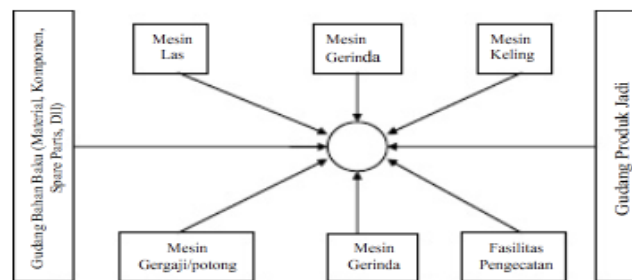 Gudang Bahan Baku (Material, Komponen,
Spare Parts, Dll)
Mesin
Las
Mesin
Gerinda
Mesin
Keling
Gudang Produk Jadi
Mesin
Gergaji/potong
Mesin
Gerinda
Fasilitas
Pengecatan